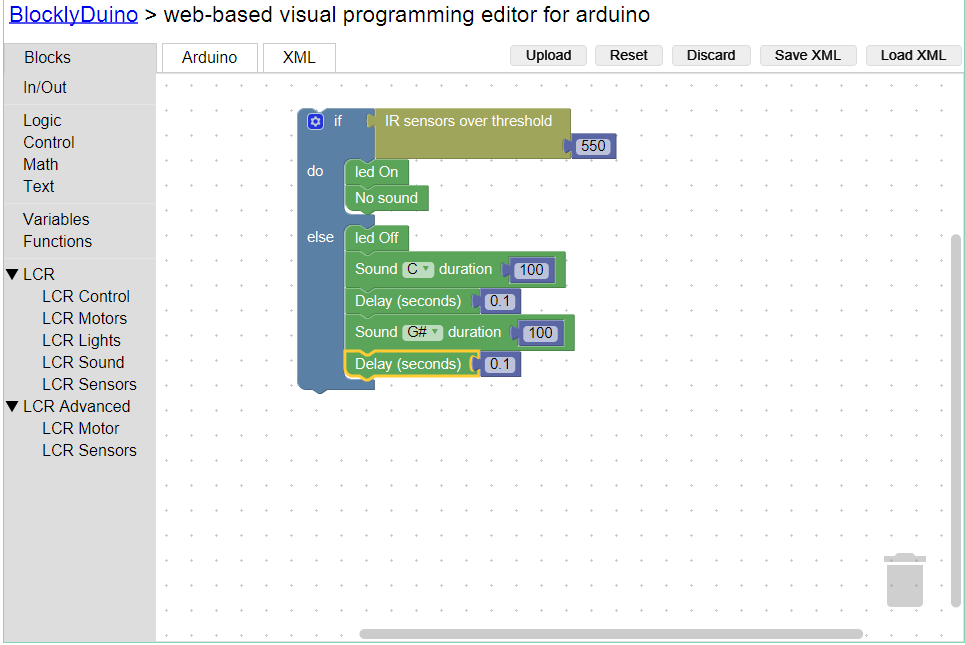 BlocklyDuino > web-based visual programming editor for arduino
Blocks
Arduino
XML
Upload
Reset
Discard
Save XML
Load XML
In/Out
Logic
Control
Math
Text
Variables
Functions
LCR
LCR Control
LCR Motors
LCR Lights
LCR Sound
LCR Sensors
LCR Advanced
LCR Motor
LCR Sensors
if
IR sensors over threshold
550
do
led On
No sound
else
led Off
Sound C duration 100
Delay (seconds) 0.1
Sound G# duration 100
Delay (seconds) 0.1